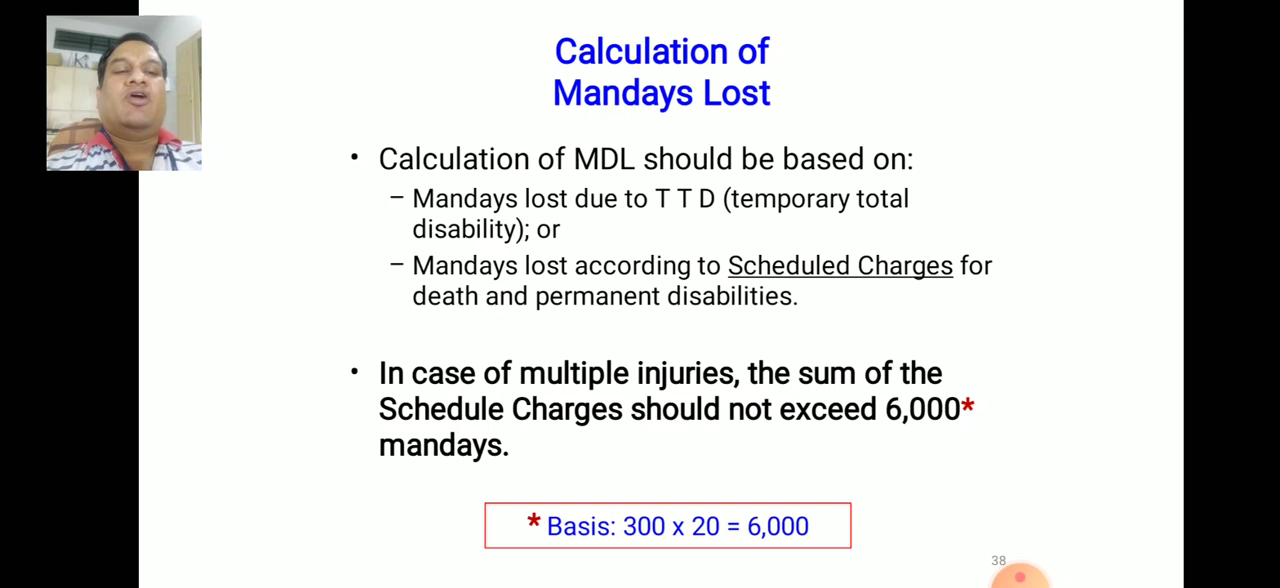 Calculation of
Mandays Lost
• Calculation of MDL should be based on:
– Mandays lost due to T T D (temporary total
disability); or
– Mandays lost according to Scheduled Charges for
death and permanent disabilities.
• In case of multiple injuries, the sum of the
Schedule Charges should not exceed 6,000*
mandays.
* Basis: 300 x 20 = 6,000
38